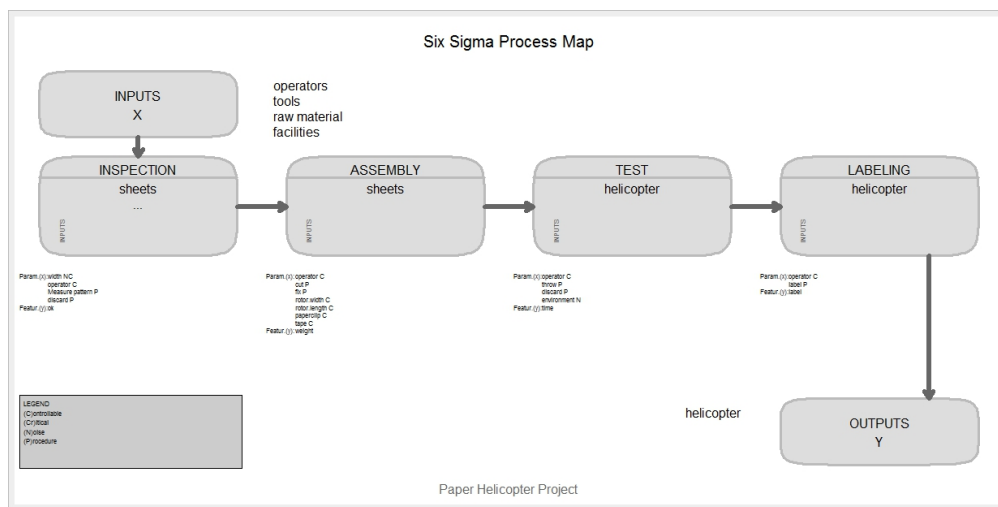 Six Sigma Process Map
INPUTS
X
operators
tools
raw material
facilities
INSPECTION
sheets
...
INPUTS
ASSEMBLY
sheets
INPUTS
TEST
helicopter
INPUTS
LABELING
helicopter
INPUTS
Param.(x):width NC
operator C
Measure pattern P
discard P
Featur.(y):ok
Param.(x):operator C
cut P
fix P
rotor.width C
rotor.length C
paperclip C
tape C
Featur.(y):weight
Param.(x):operator C
throw P
discard P
environment N
Featur.(y):time
Param.(x):operator C
label P
Featur.(y):label
LEGEND
(C)ontrollable
(Cr)itical
(N)oise
(P)rocedure
helicopter
OUTPUTS
Y
Paper Helicopter Project